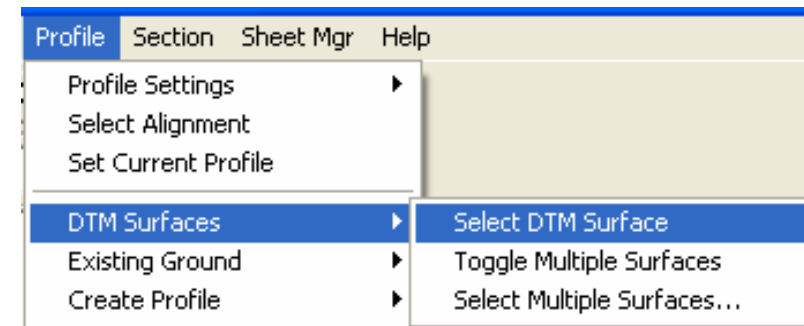 Profile Section Sheet Mgr Help
Profile Settings
Select Alignment
Set Current Profile
DTM Surfaces
Existing Ground
Create Profile
Select DTM Surface
Toggle Multiple Surfaces
Select Multiple Surfaces...